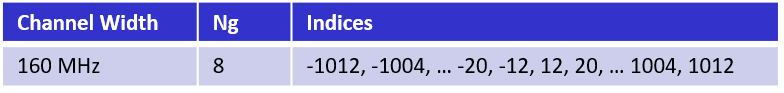 Channel Width Ng Indices
160 MHz 8 -1012, -1004, … -20, -12, 12, 20, … 1004, 1012